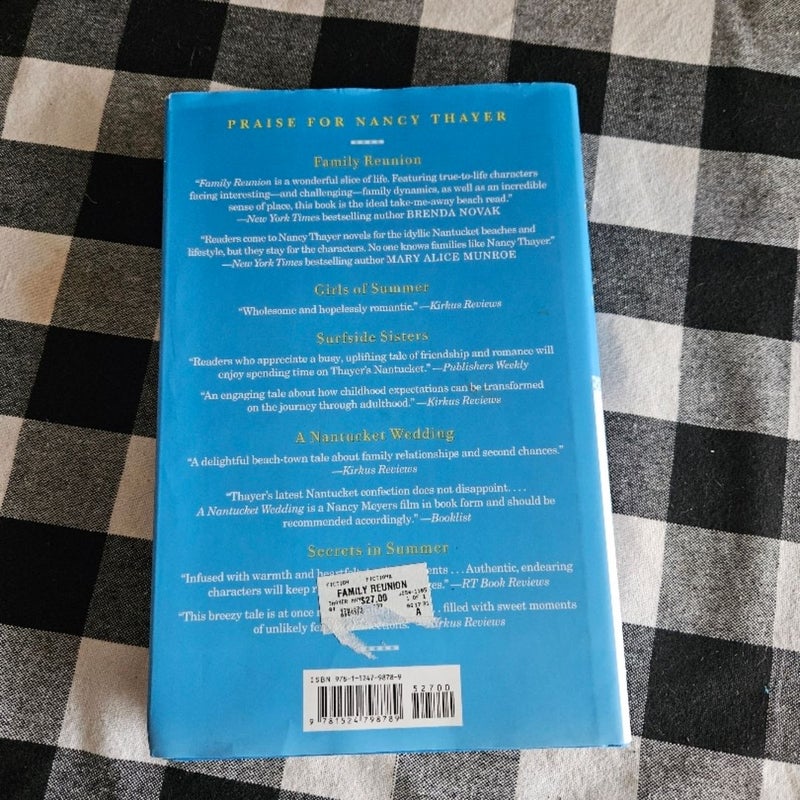 PRAISE FOR NANCY THAYER
Family Reunion
"Family Reunion is a wonderful slice of life. Featuring true-to-life characters
facing interesting—and challenging—family dynamics, as well as an incredible
sense of place, this book is the ideal take-me-away beach read."
—New York Times bestselling author BRENDA NOVAK
"Readers come to Nancy Thayer novels for the idyllic Nantucket beaches and
lifestyle, but they stay for the characters. No one knows families like Nancy Thayer."
—New York Times bestselling author MARY ALICE MUNROE
Girls of Summer
"Wholesome and hopelessly romantic." —Kirkus Reviews
Surfside Sisters
"Readers who appreciate a busy, uplifting tale of friendship and romance will
enjoy spending time on Thayer's Nantucket." —Publishers Weekly
"An engaging tale about how childhood expectations can be transformed
on the journey through adulthood." —Kirkus Reviews
A Nantucket Wedding
"A delightful beach-town tale about family relationships and second chances."
—Kirkus Reviews
"Thayer's latest Nantucket confection does not disappoint. . . .
A Nantucket Wedding is a Nancy Meyers film in book form and should be
recommended accordingly." —Booklist
Secrets in Summer
"Infused with warmth and . . . Authentic, endearing
characters will keep —RT Book Reviews
"This breezy tale is at once . filled with sweet moments
of unlikely Kirkus Reviews
FICTION FICTION
FAMILY REUNION
$27.00
1 OF 1
A
52700
9 781524 798789